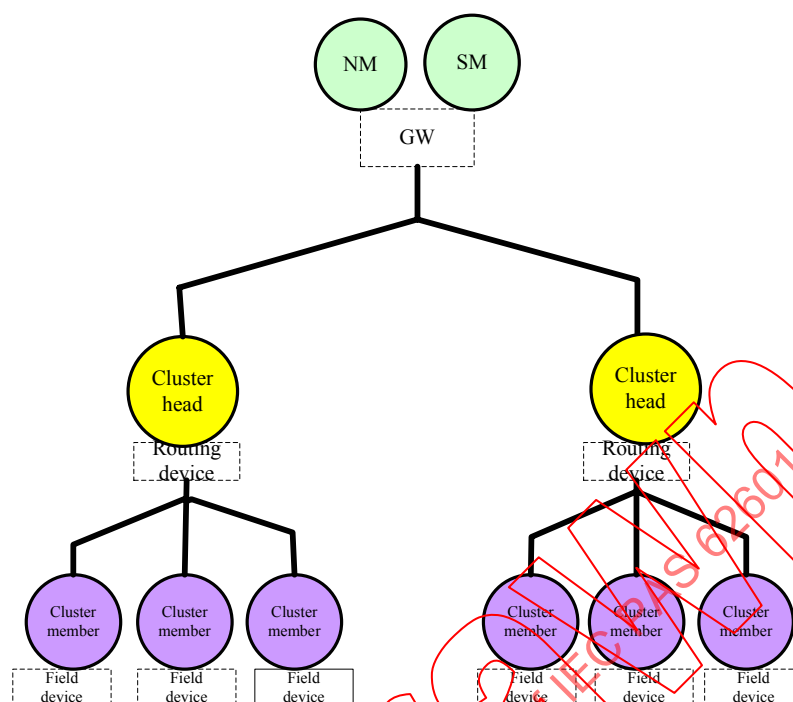 NM
SM
GW
Cluster
head
Cluster
head
Routing
device
Routing
device
Cluster
member
Cluster
member
Cluster
member
Cluster
member
Cluster
member
Cluster
member
Field
device
Field
device
Field
device
Field
device
Field
device
Field
device
IEC PAS 62601